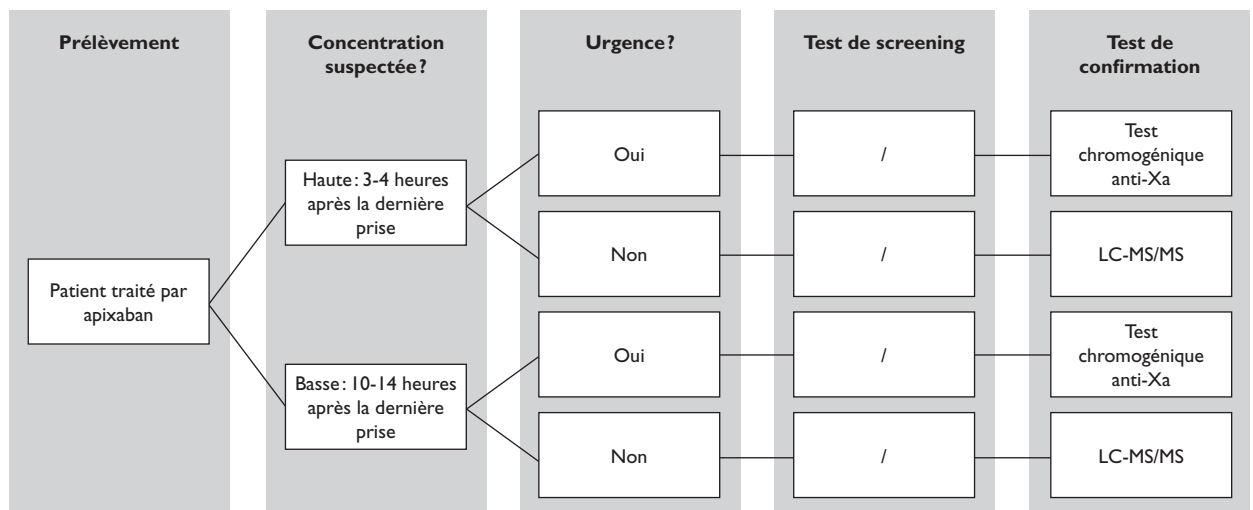 Prélèvement
Concentration
suspectée ?
Urgence ?
Test de screening
Test de
confirmation
Patient traité par
apixaban
Haute : 3-4 heures
après la dernière
prise
Basse : 10-14 heures
après la dernière
prise
Oui
/
Test
chromogénique
anti-Xa
Non
/
LC-MS/MS
Oui
/
Test
chromogénique
anti-Xa
Non
/
LC-MS/MS